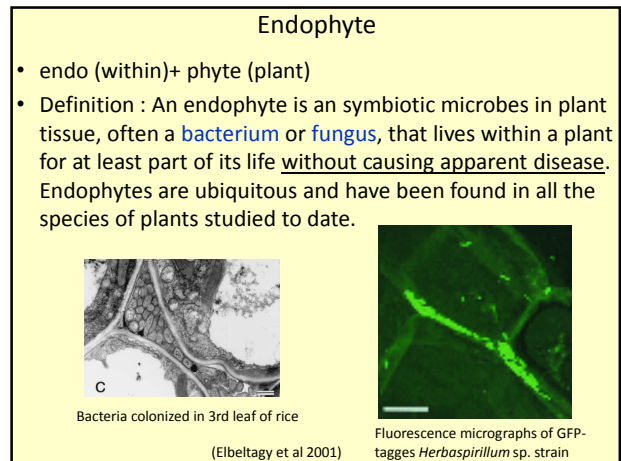 Endophyte
• endo (within)+ phyte (plant)
• Definition : An endophyte is an symbiotic microbes in plant
tissue, often a bacterium or fungus, that lives within a plant
for at least part of its life without causing apparent disease.
Endophytes are ubiquitous and have been found in all the
species of plants studied to date.
C
Bacteria colonized in 3rd leaf of rice
(Elbeltagy et al 2001)
Fluorescence micrographs of GFP-
tagges Herbaspirillum sp. strain